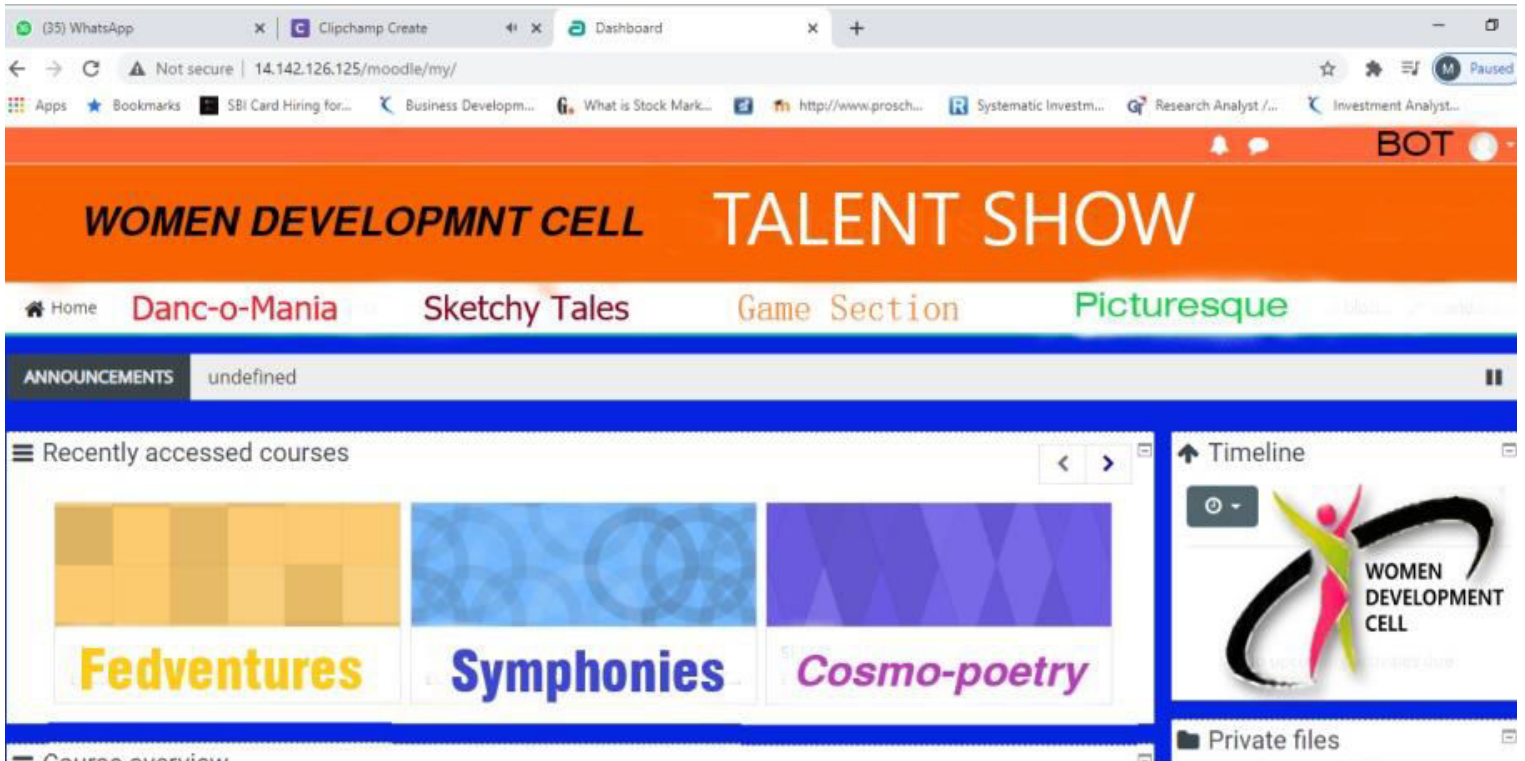 (35) WhatsApp
Clipchamp Create
Dashboard
Not secure | 14.142.126.125/moodle/my/
Paused
Apps
Bookmarks
SBI Card Hiring for...
Business Developm...
What is Stock Mark...
http://www.prosch...
Systematic Investm...
Research Analyst /...
Investment Analyst...
BOT
WOMEN DEVELOPMNT CELL
TALENT SHOW
Home
Danc-o-Mania
Sketchy Tales
Game Section
Picturesque
ANNOUNCEMENTS
undefined
Recently accessed courses
Timeline
WOMEN
DEVELOPMENT
CELL
Fedventures
Symphonies
Cosmo-poetry
Private files
Course overview